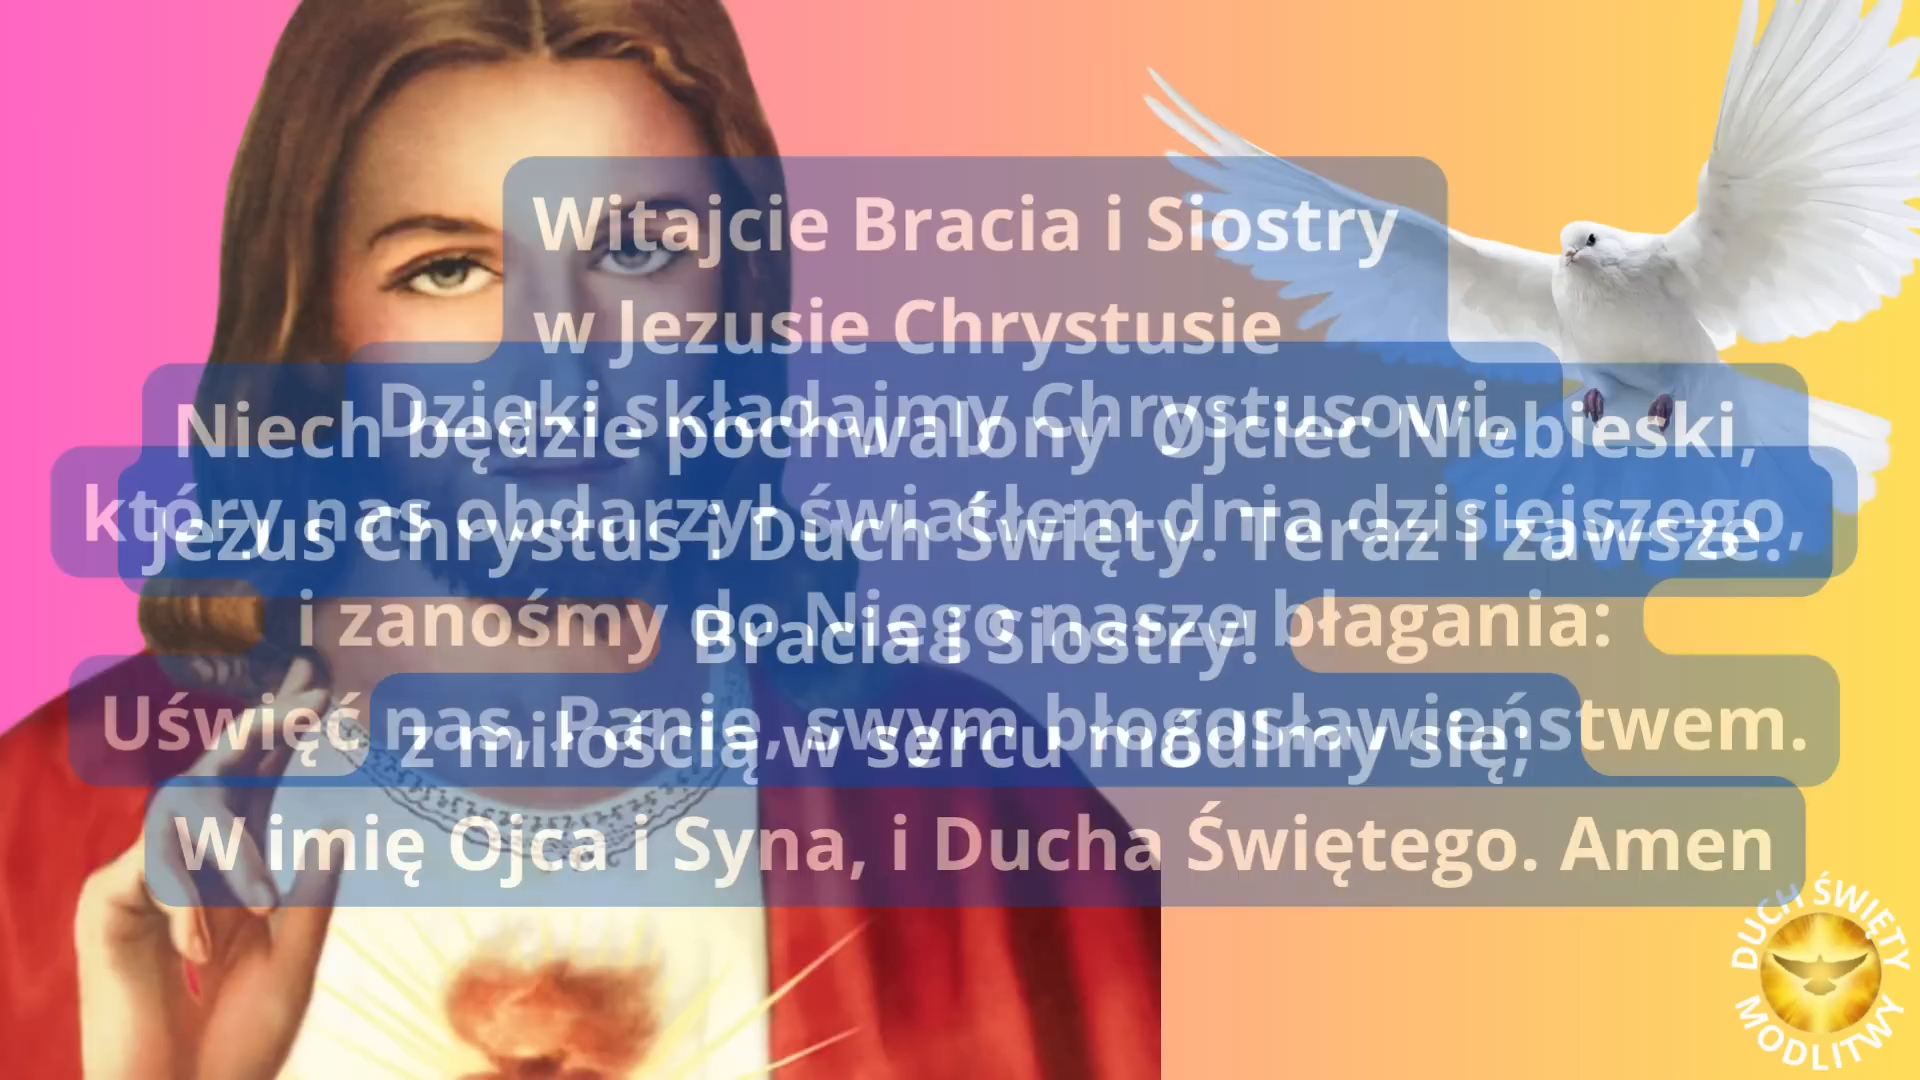 Witajcie Bracia i Siostry
w Jezusie Chrystusie
Dzięki składajmy Chrystusowi,
Niech będzie pochwalony Ojciec Niebieski,
który nas obdarzył światłem dnia dzisiejszego,
Jezus Chrystus i Duch Święty. Teraz i zawsze.
i zanośmy do Niego nasze błagania:
Bracia i Siostry!
Uświęć nas, Panie, swym błogosławieństwem.
z miłością w sercu módlmy się;
W imię Ojca i Syna, i Ducha Świętego. Amen
DUCH ŚWIĘTY
MODLITWY